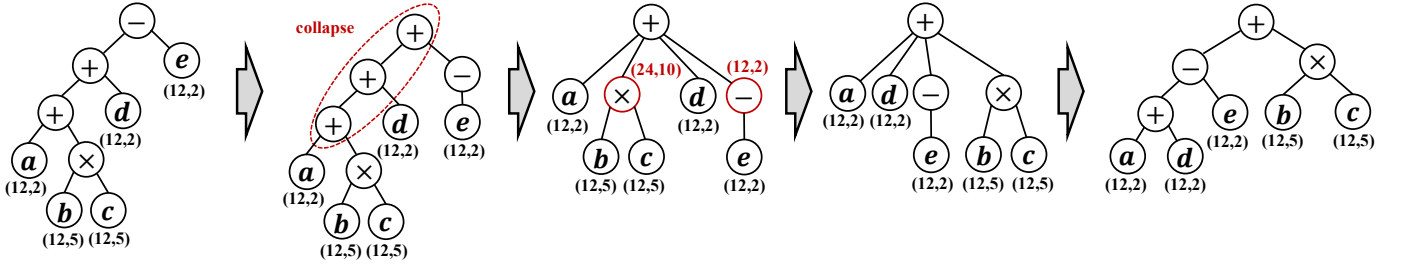 −
+
e
(12,2)
+
d
(12,2)
a
(12,2)
×
b
(12,5)
c
(12,5)
collapse
+
+
−
+
d
(12,2)
e
(12,2)
a
(12,2)
×
b
(12,5)
c
(12,5)
+
(24,10)
(12,2)
a
(12,2)
×
d
(12,2)
−
b
(12,5)
c
(12,5)
e
(12,2)
+
a
(12,2)
d
(12,2)
−
×
e
(12,2)
b
(12,5)
c
(12,5)
+
−
×
+
e
(12,2)
b
(12,5)
c
(12,5)
a
(12,2)
d
(12,2)